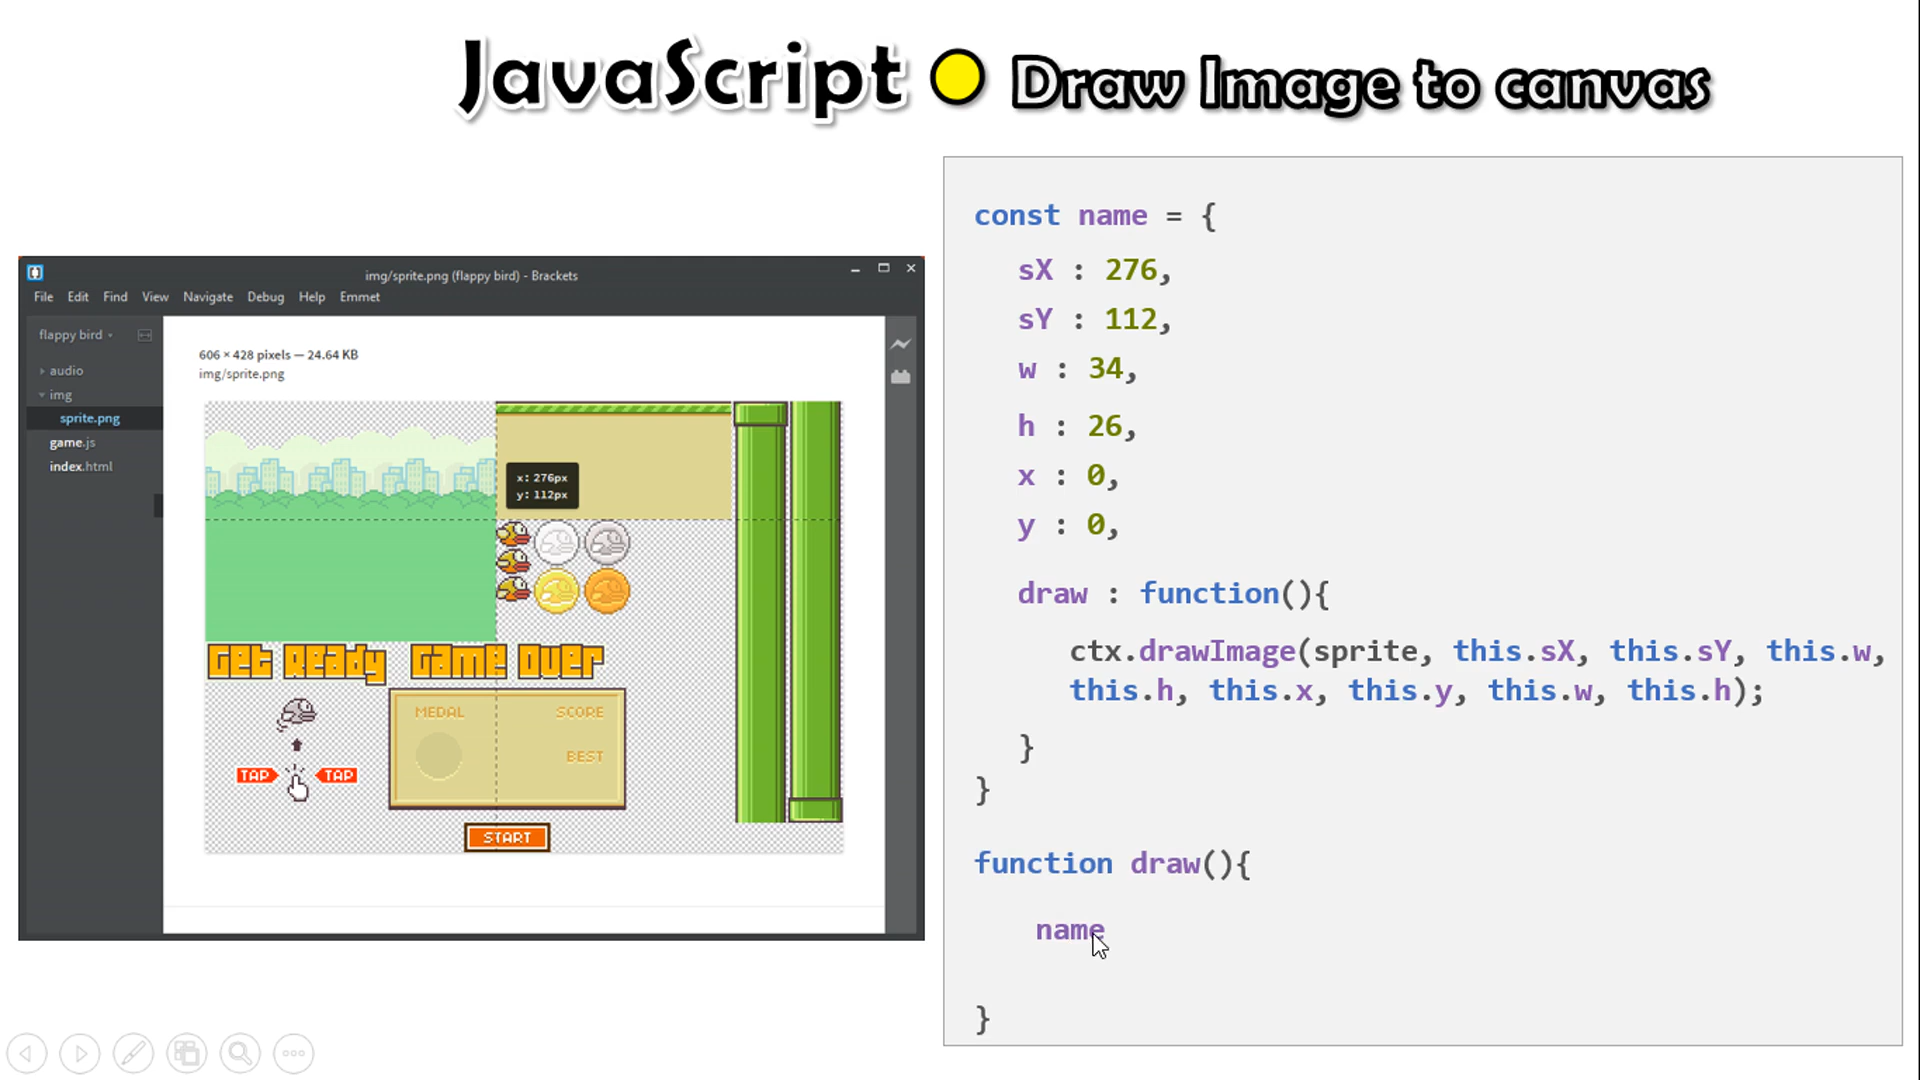 JavaScript Draw Image to canvas
img/sprite.png (flappy bird) - Brackets
File Edit Find View Navigate Debug Help Emmet
flappy bird
audio
img
sprite.png
game.js
index.html
606 × 428 pixels — 24.64 KB
img/sprite.png
x: 276px
y: 112px
Get Ready Game Over
MEDAL SCORE
BEST
TAP TAP
START
const name = {
sX : 276,
sY : 112,
w : 34,
h : 26,
x : 0,
y : 0,
draw : function(){
ctx.drawImage(sprite, this.sX, this.sY, this.w,
this.h, this.x, this.y, this.w, this.h);
}
}
function draw(){
name
}